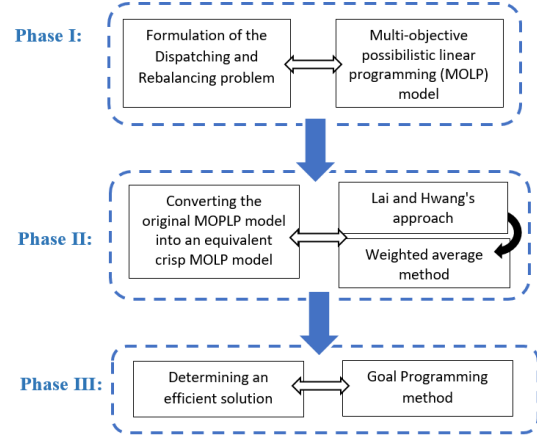 Phase I:
Formulation of the
Dispatching and
Rebalancing problem
Multi-objective
possibilistic linear
programming (MOLP)
model
Phase II:
Converting the
original MOPLP model
into an equivalent
crisp MOLP model
Lai and Hwang's
approach
Weighted average
method
Phase III:
Determining an
efficient solution
Goal Programming
method